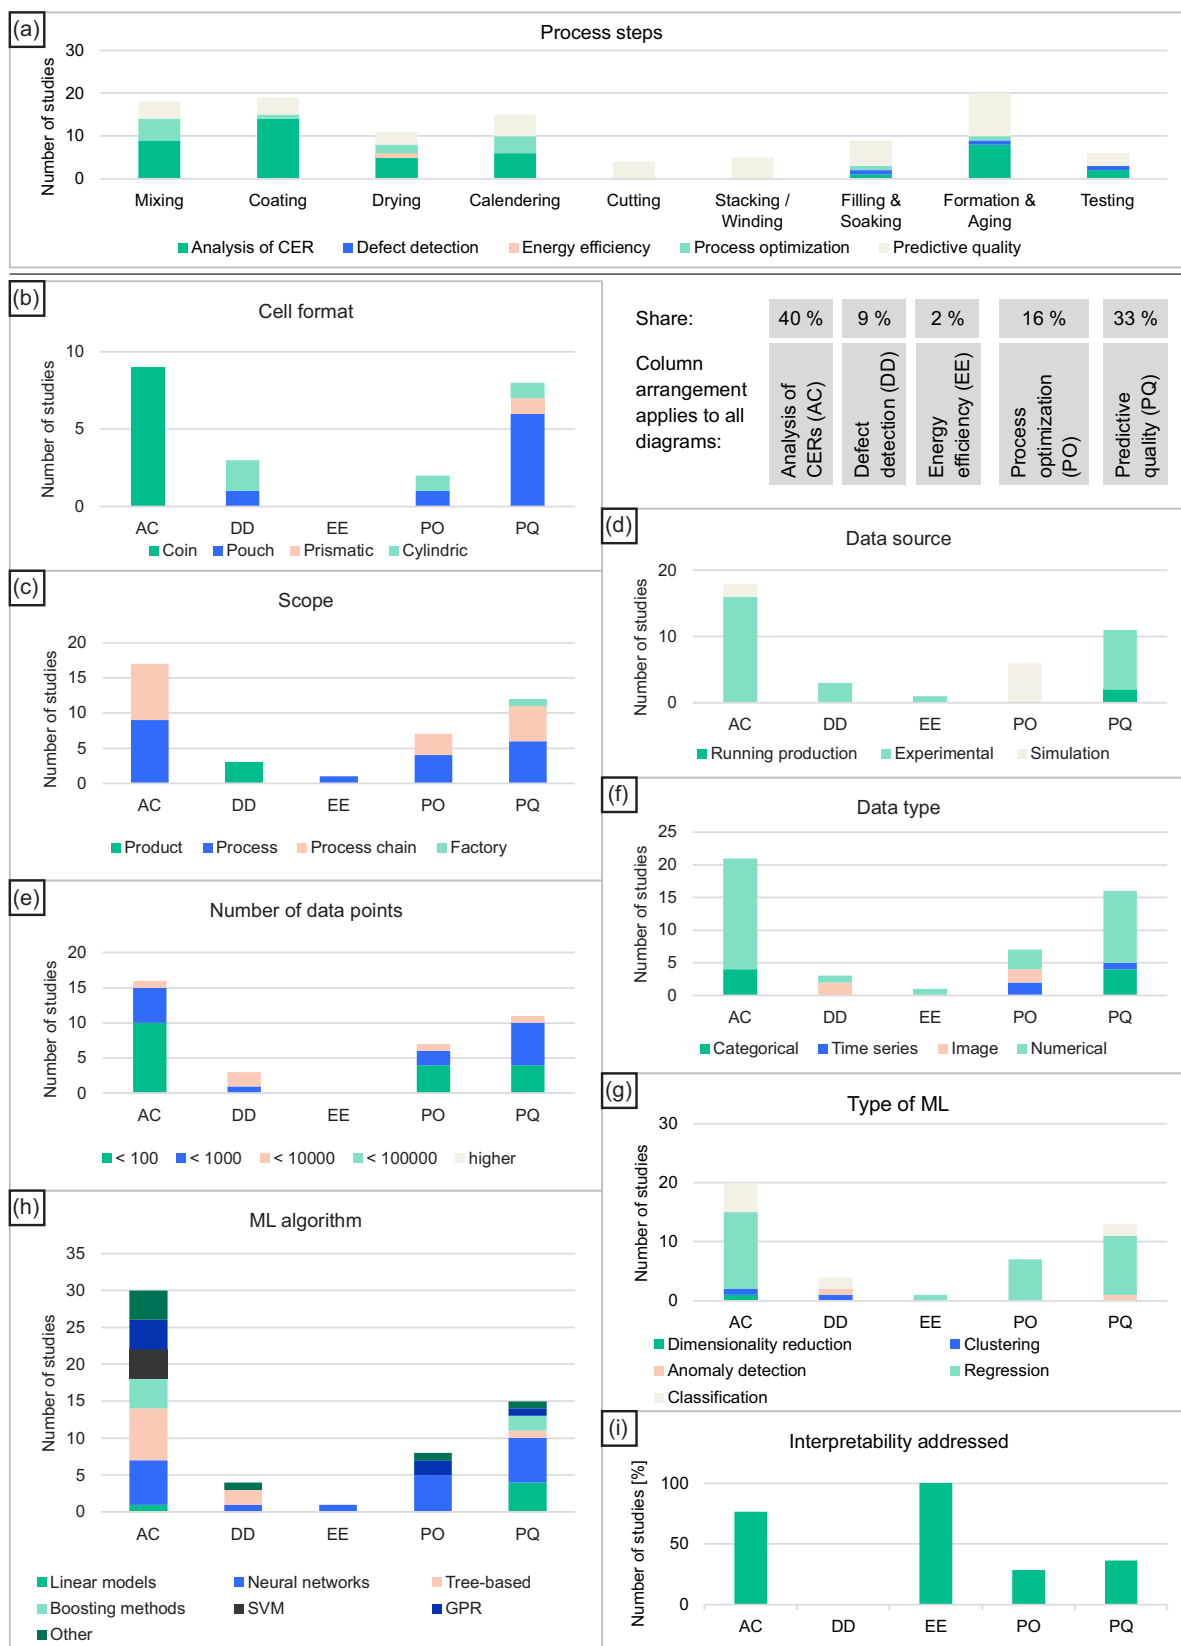 (a)
Process steps
Number of studies
30
20
10
0
Mixing
Coating
Drying
Calendering
Cutting
Stacking /
Winding
Filling &
Soaking
Formation &
Aging
Testing
Analysis of CER
Defect detection
Energy efficiency
Process optimization
Predictive quality
(b)
Cell format
Number of studies
10
5
0
AC
DD
EE
PO
PQ
Coin
Pouch
Prismatic
Cylindric
Share:
40 %
9 %
2 %
16 %
33 %
Column
arrangement
applies to all
diagrams:
Analysis of
CERs (AC)
Defect
detection (DD)
Energy
efficiency (EE)
Process
optimization
(PO)
Predictive
quality (PQ)
(c)
Scope
Number of studies
20
15
10
5
0
AC
DD
EE
PO
PQ
Product
Process
Process chain
Factory
(d)
Data source
Number of studies
20
10
0
AC
DD
EE
PO
PQ
Running production
Experimental
Simulation
(e)
Number of data points
Number of studies
20
15
10
5
0
AC
DD
EE
PO
PQ
< 100
< 1000
< 10000
< 100000
higher
(f)
Data type
Number of studies
25
20
15
10
5
0
AC
DD
EE
PO
PQ
Categorical
Time series
Image
Numerical
(g)
Type of ML
Number of studies
30
20
10
0
AC
DD
EE
PO
PQ
Dimensionality reduction
Clustering
Anomaly detection
Regression
Classification
(h)
ML algorithm
Number of studies
35
30
25
20
15
10
5
0
AC
DD
EE
PO
PQ
Linear models
Neural networks
Tree-based
Boosting methods
SVM
GPR
Other
(i)
Interpretability addressed
Number of studies [%]
100
50
0
AC
DD
EE
PO
PQ